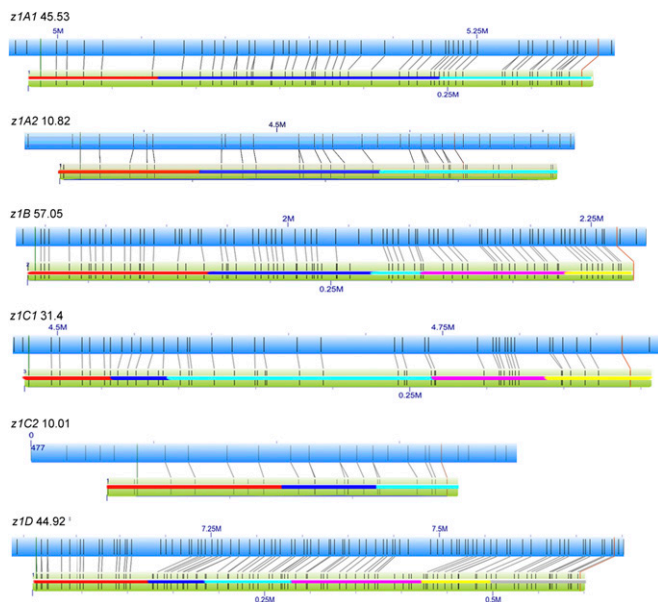 z1A1 45.53
5M 5.25M
0.25M
z1A2 10.82
4.5M
z1B 57.05
2M 2.25M
0.25M
z1C1 31.4
4.5M 4.75M
0.25M
z1C2 10.01
0
477
z1D 44.92
7.25M 7.5M
0.25M 0.5M